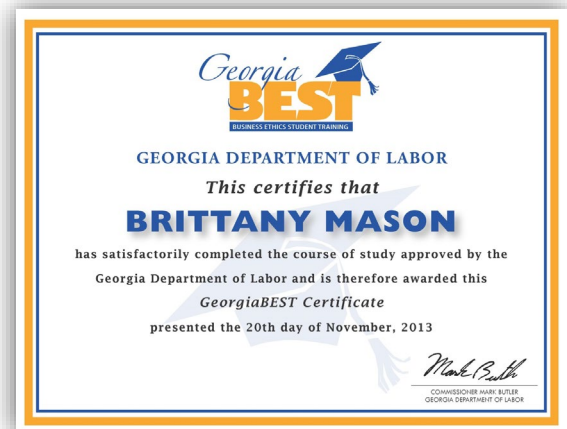 Georgia
BEST
BUSINESS ETHICS STUDENT TRAINING
GEORGIA DEPARTMENT OF LABOR
This certifies that
BRITTANY MASON
has satisfactorily completed the course of study approved by the
Georgia Department of Labor and is therefore awarded this
GeorgiaBEST Certificate
presented the 20th day of November, 2013
Mark Butler
COMMISSIONER MARK BUTLER
GEORGIA DEPARTMENT OF LABOR